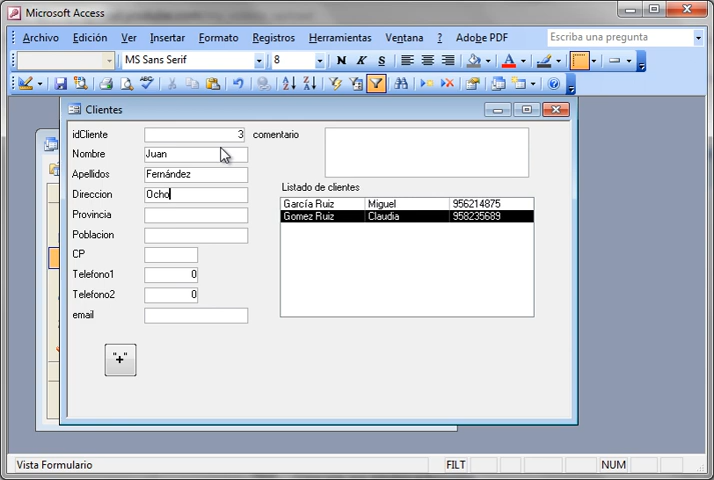 Microsoft Access
Archivo Edición Ver Insertar Formato Registros Herramientas Ventana ? Adobe PDF Escriba una pregunta
MS Sans Serif 8 N K S
Clientes
idCliente 3 comentario
Nombre Juan
Apellidos Fernández
Listado de clientes
Direccion Ocho
García Ruiz Miguel 956214875
Provincia
Gomez Ruiz Claudia 958235689
Poblacion
CP
Telefono1 0
Telefono2 0
email
"+"
Vista Formulario FILT NUM